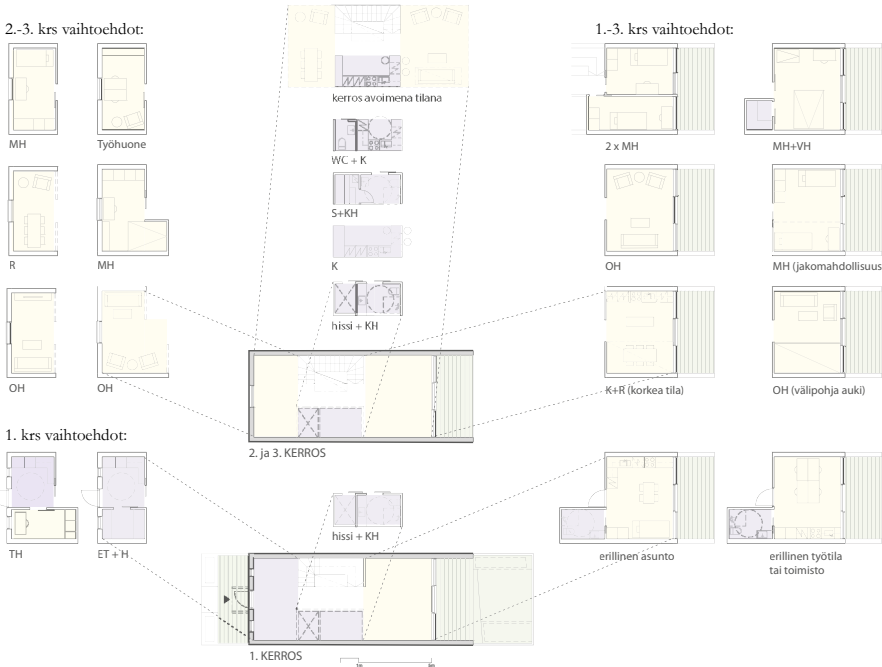 2.-3. krs vaihtoehdot:
MH
Työhuone
R
MH
OH
OH
kerros avoimena tilana
WC + K
S+KH
K
hissi + KH
2. ja 3. KERROS
1.-3. krs vaihtoehdot:
2 x MH
MH+VH
OH
MH (jakomahdollisuus
K+R (korkea tila)
OH (välipohja auki)
1. krs vaihtoehdot:
TH
ET + H
hissi + KH
1. KERROS
1m
5m
erillinen asunto
erillinen työtila
tai toimisto